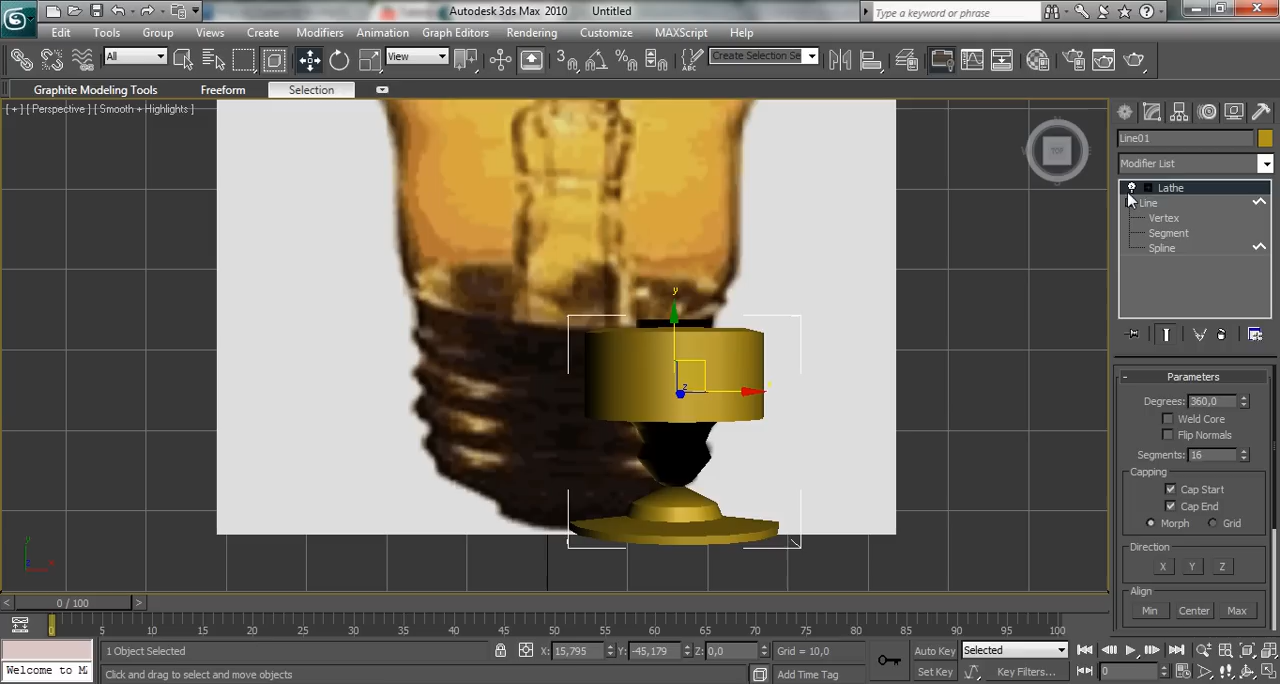 Autodesk 3ds Max 2010 Untitled
Type a keyword or phrase
Edit Tools Group Views Create Modifiers Animation Graph Editors Rendering Customize MAXScript Help
All
View
Create Selection Se
Graphite Modeling Tools Freeform Selection
[ + ] [ Perspective ] [ Smooth + Highlights ]
TOP
Line01
Modifier List
Lathe
Line
Vertex
Segment
Spline
Parameters
Degrees: 360,0
Weld Core
Flip Normals
Segments: 16
Capping
Cap Start
Cap End
Morph Grid
Direction
X Y Z
Align
Min Center Max
y
z
x
0 / 100
5 10 15 20 25 30 35 40 45 50 55 60 65 70 75 80 85 90 95 100
1 Object Selected X: 15,795 Y: -45,179 Z: 0,0 Grid = 10,0 Auto Key Selected
Welcome to M Click and drag to select and move objects Add Time Tag Set Key Key Filters... 0